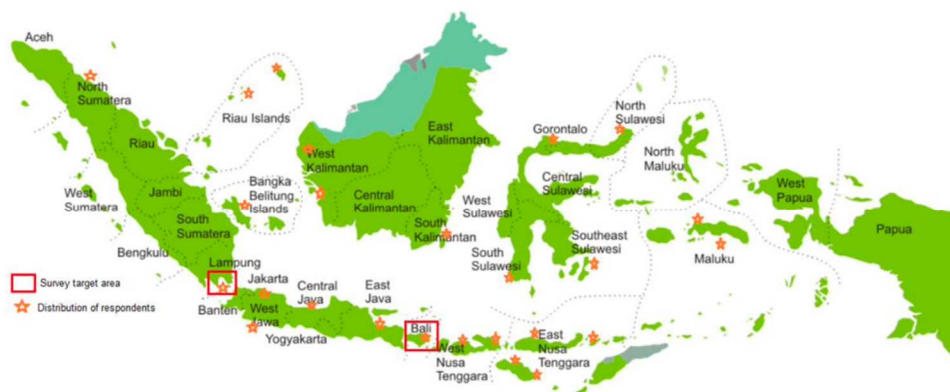 Aceh
North
Sumatera
Riau Islands
Riau
West
Sumatera
Jambi
Bangka
Belitung
Islands
South
Sumatera
Bengkulu
Lampung
West
Kalimantan
East
Kalimantan
Central
Kalimantan
South
Kalimantan
Gorontalo
North
Sulawesi
Central
Sulawesi
West
Sulawesi
South
Sulawesi
Southeast
Sulawesi
North
Maluku
Maluku
West
Papua
Papua
Survey target area
Distribution of respondents
Banten
Jakarta
West
Jawa
Central
Java
Yogyakarta
East
Java
Bali
West
Nusa
Tenggara
East
Nusa
Tenggara